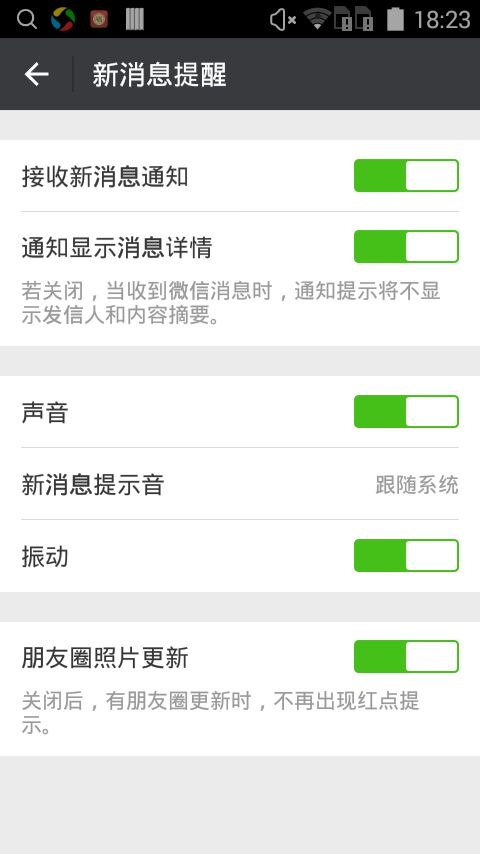 18:23
新消息提醒
接收新消息通知
通知显示消息详情
若关闭，当收到微信消息时，通知提示将不显
示发信人和内容摘要。
声音
新消息提示音 跟随系统
振动
朋友圈照片更新
关闭后，有朋友圈更新时，不再出现红点提
示。